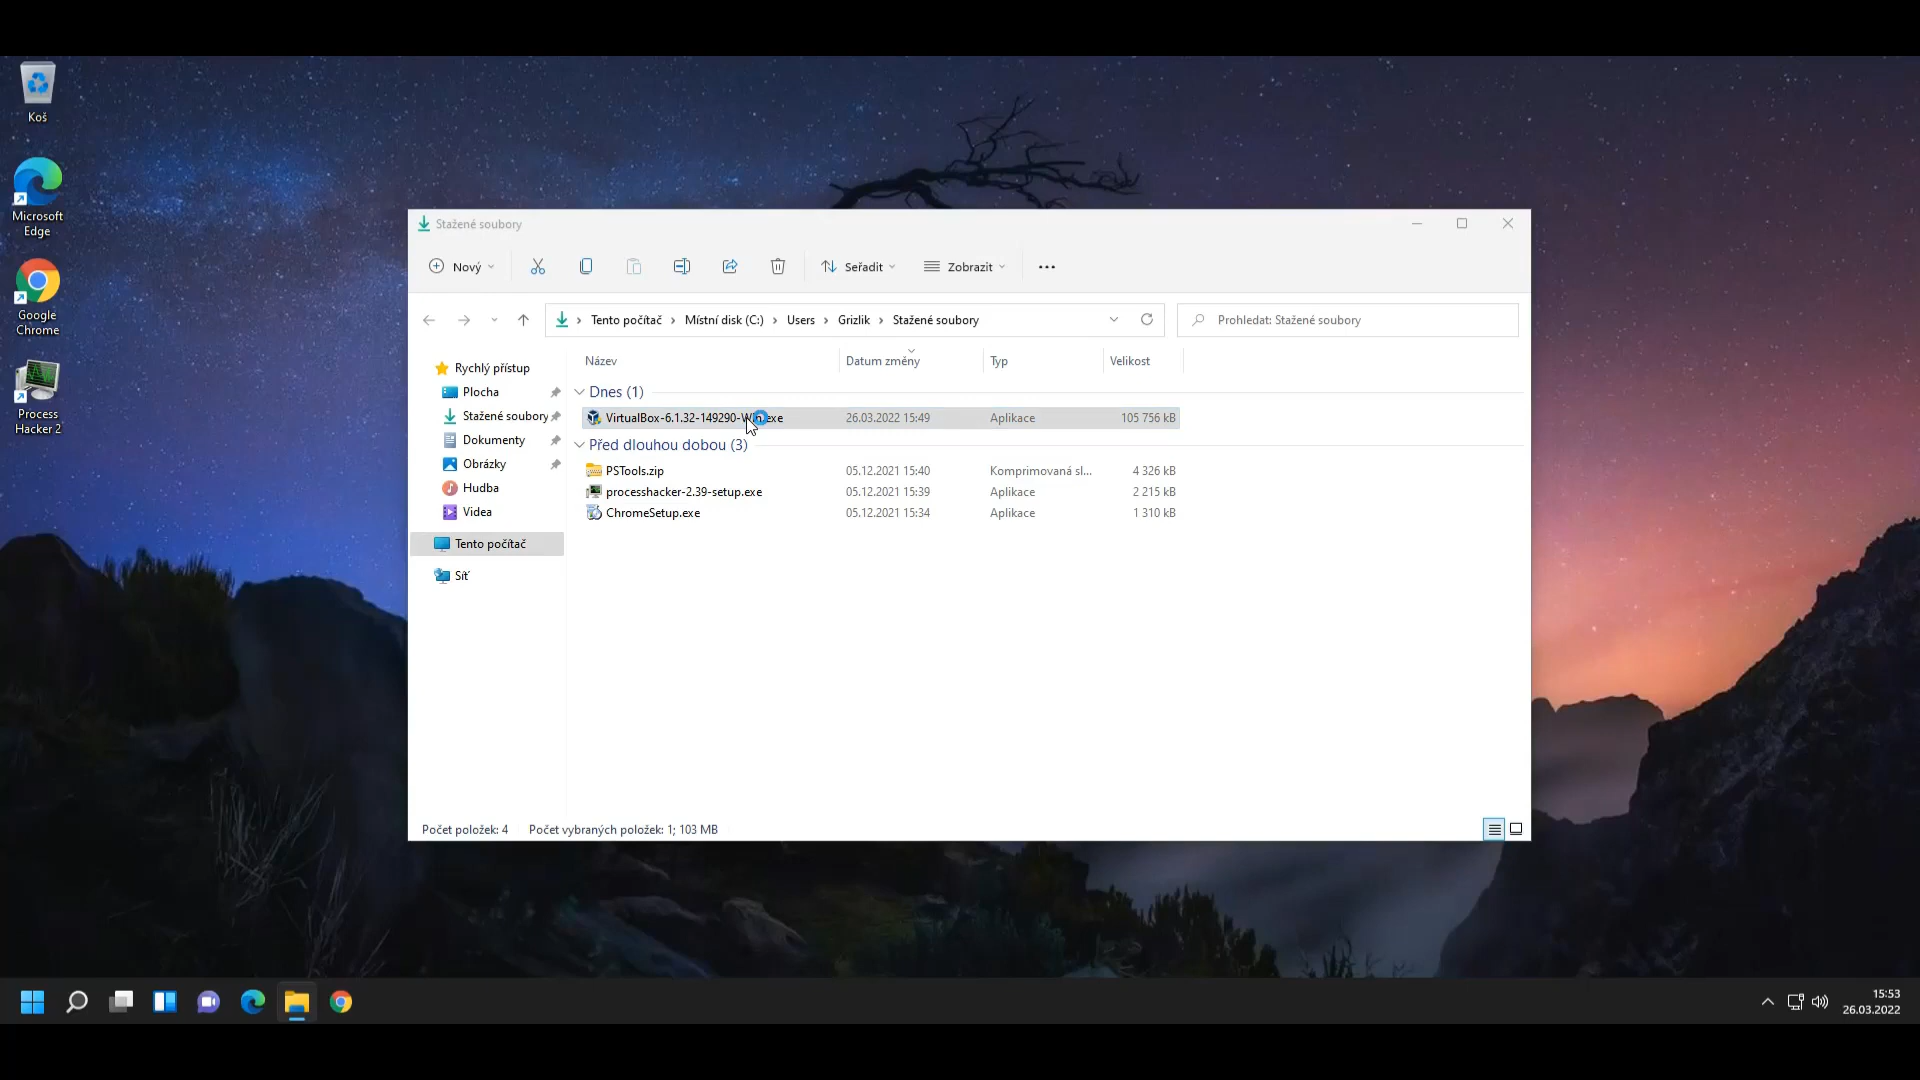 Koš
Microsoft
Edge
Google
Chrome
Process
Hacker 2
Stažené soubory
Nový
Seřadit
Zobrazit
Tento počítač
Místní disk (C:)
Users
Grizlik
Stažené soubory
Prohledat: Stažené soubory
Rychlý přístup
Plocha
Stažené soubory
Dokumenty
Obrázky
Hudba
Videa
Tento počítač
Síť
Název Datum změny Typ Velikost
Dnes (1)
VirtualBox-6.1.32-149290-Win.exe 26.03.2022 15:49 Aplikace 105 756 kB
Před dlouhou dobou (3)
PSTools.zip 05.12.2021 15:40 Komprimovaná sl... 4 326 kB
processhacker-2.39-setup.exe 05.12.2021 15:39 Aplikace 2 215 kB
ChromeSetup.exe 05.12.2021 15:34 Aplikace 1 310 kB
Počet položek: 4 Počet vybraných položek: 1; 103 MB
15:53
26.03.2022